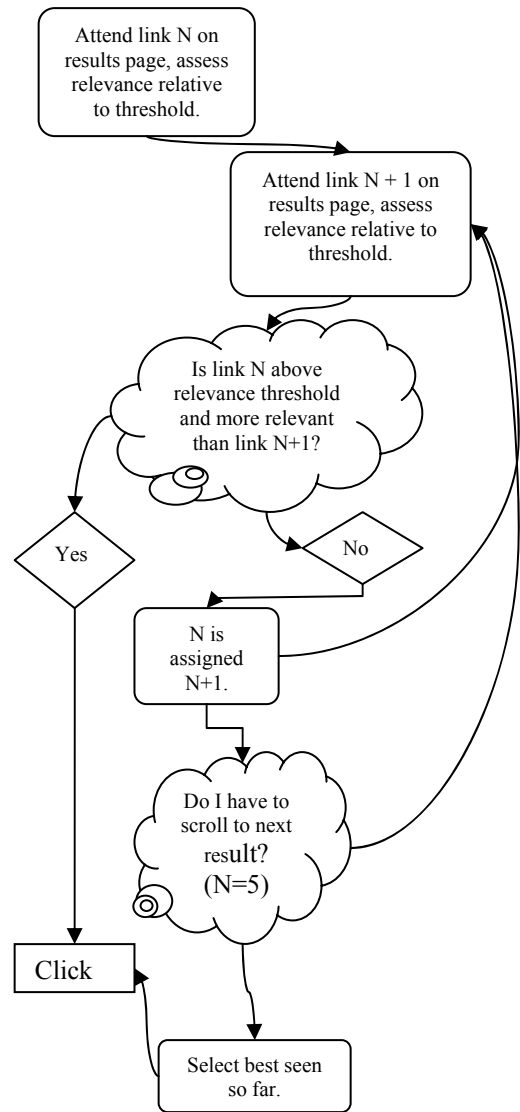 Attend link N on
results page, assess
relevance relative
to threshold.
Attend link N + 1 on
results page, assess
relevance relative to
threshold.
Is link N above
relevance threshold
and more relevant
than link N+1?
Yes
No
N is
assigned
N+1.
Do I have to
scroll to next
result?
(N=5)
Click
Select best seen
so far.